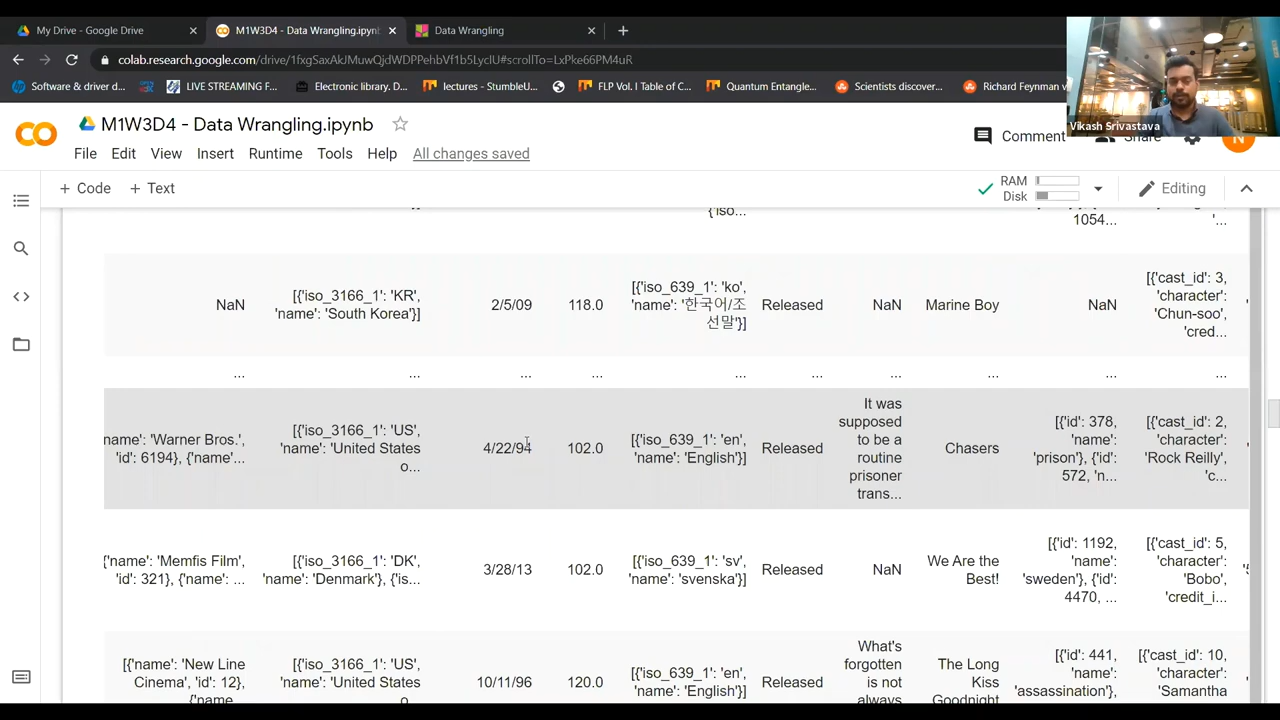 My Drive - Google Drive
M1W3D4 - Data Wrangling.ipynb
Data Wrangling
colab.research.google.com/drive/1fxgSaxAkJMuwQjdWDPPehbVf1b5LycIU#scrollTo=LxPke66PM4uR
Software & driver d...
LIVE STREAMING F...
Electronic library. D...
lectures - StumbleU...
FLP Vol. I Table of C...
Quantum Entangle...
Scientists discover...
Richard Feynman v
Vikash Srivastava
M1W3D4 - Data Wrangling.ipynb
Comment
Share
N
File Edit View Insert Runtime Tools Help All changes saved
+ Code + Text
RAM
Disk
Editing
{'iso...
1054...
'...
NaN
[{'iso_3166_1': 'KR',
'name': 'South Korea'}]
2/5/09
118.0
[{'iso_639_1': 'ko',
'name': '한국어/조
선말'}]
Released
NaN
Marine Boy
NaN
[{'cast_id': 3,
'character':
'Chun-soo',
'cred...
... ... ... ... ... ... ... ... ... ...
name': 'Warner Bros.',
'id': 6194}, {'name'...
[{'iso_3166_1': 'US',
'name': 'United States
o...
4/22/94
102.0
[{'iso_639_1': 'en',
'name': 'English'}]
Released
It was
supposed
to be a
routine
prisoner
trans...
Chasers
[{'id': 378,
'name':
'prison'}, {'id':
572, 'n...
[{'cast_id': 2,
'character':
'Rock Reilly',
'c...
{'name': 'Memfis Film',
'id': 321}, {'name': ...
[{'iso_3166_1': 'DK',
'name': 'Denmark'}, {'is...
3/28/13
102.0
[{'iso_639_1': 'sv',
'name': 'svenska'}]
Released
NaN
We Are the
Best!
[{'id': 1192,
'name':
'sweden'}, {'id':
4470, ...
[{'cast_id': 5,
'character':
'Bobo',
'credit_i...
[{'name': 'New Line
Cinema', 'id': 12},
{'name
[{'iso_3166_1': 'US',
'name': 'United States
o
10/11/96
120.0
[{'iso_639_1': 'en',
'name': 'English'}]
Released
What's
forgotten
is not
always
The Long
Kiss
Goodnight
[{'id': 441,
'name':
'assassination'},
[{'cast_id': 10,
'character':
'Samantha